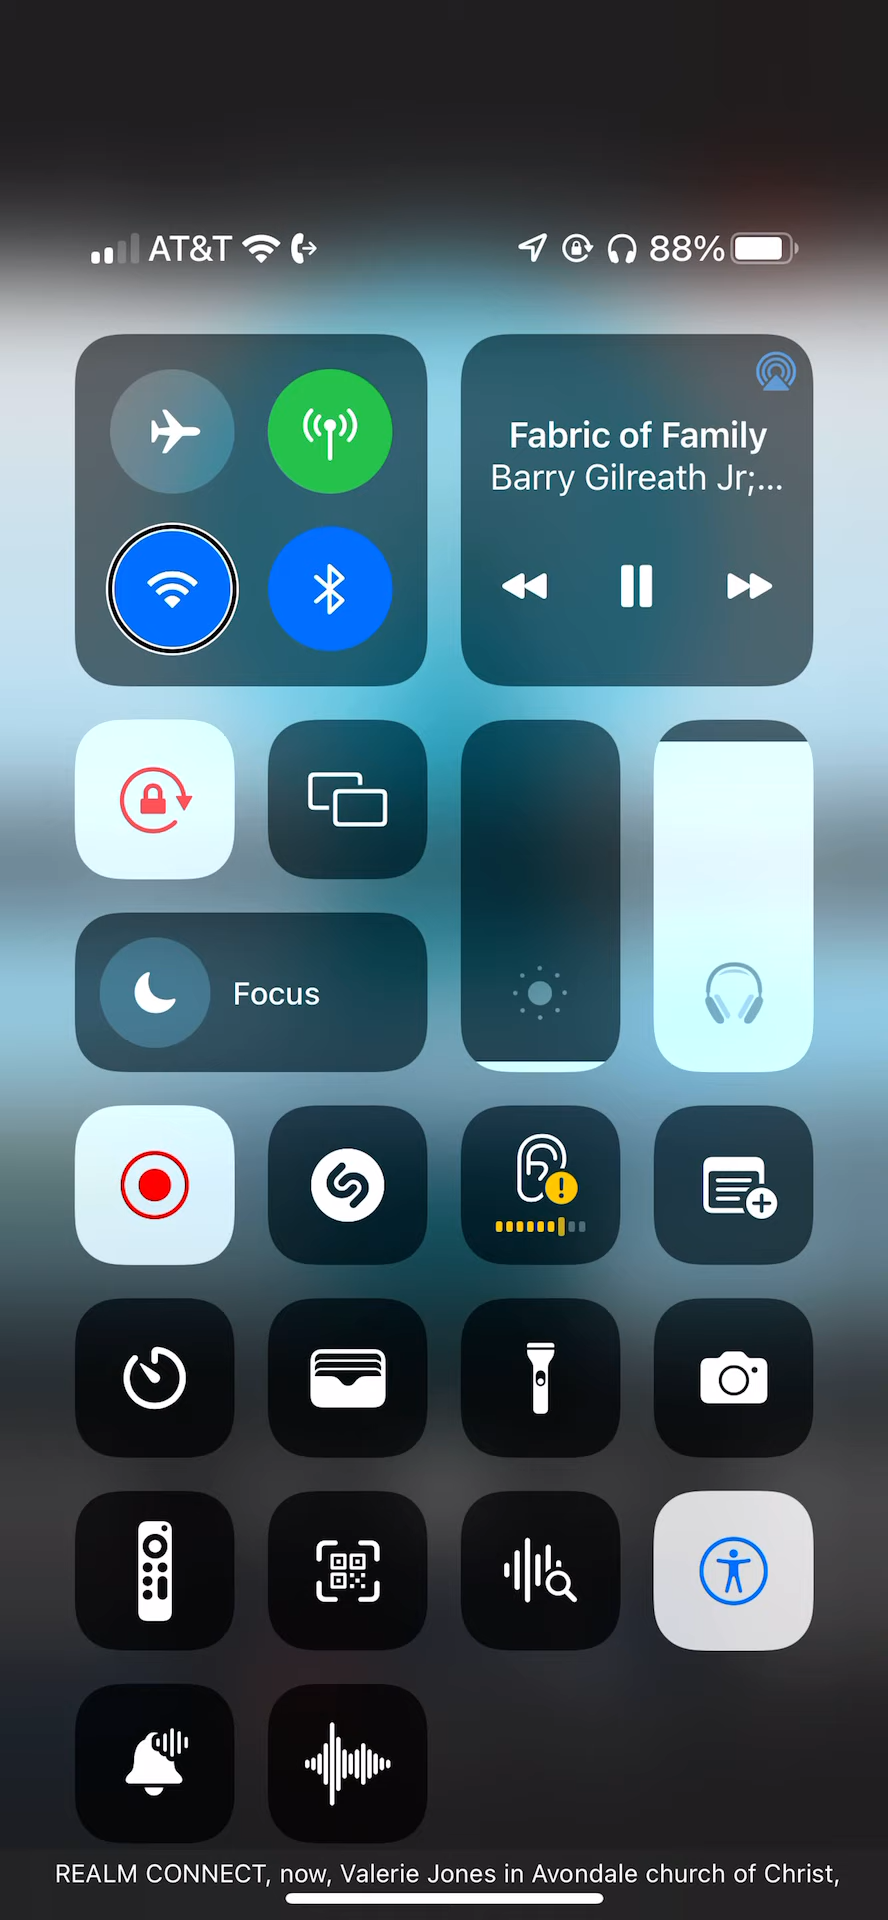 AT&T 88%
Fabric of Family
Barry Gilreath Jr;...
Focus
REALM CONNECT, now, Valerie Jones in Avondale church of Christ,